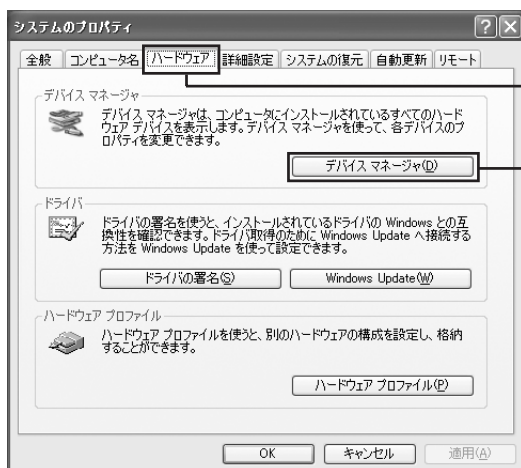 システムのプロパティ
全般 コンピュータ名 ハードウェア 詳細設定 システムの復元 自動更新 リモート
デバイス マネージャ
デバイス マネージャは、コンピュータにインストールされているすべてのハード
ウェア デバイスを表示します。デバイス マネージャを使って、各デバイスのプ
ロパティを変更できます。
デバイス マネージャ(D)
ドライバ
ドライバの署名を使うと、インストールされているドライバの Windows との互
換性を確認できます。ドライバ取得のために Windows Update へ接続する
方法を Windows Update を使って設定できます。
ドライバの署名(S) Windows Update(W)
ハードウェア プロファイル
ハードウェア プロファイルを使うと、別のハードウェアの構成を設定し、格納
することができます。
ハードウェア プロファイル(P)
OK キャンセル 適用(A)